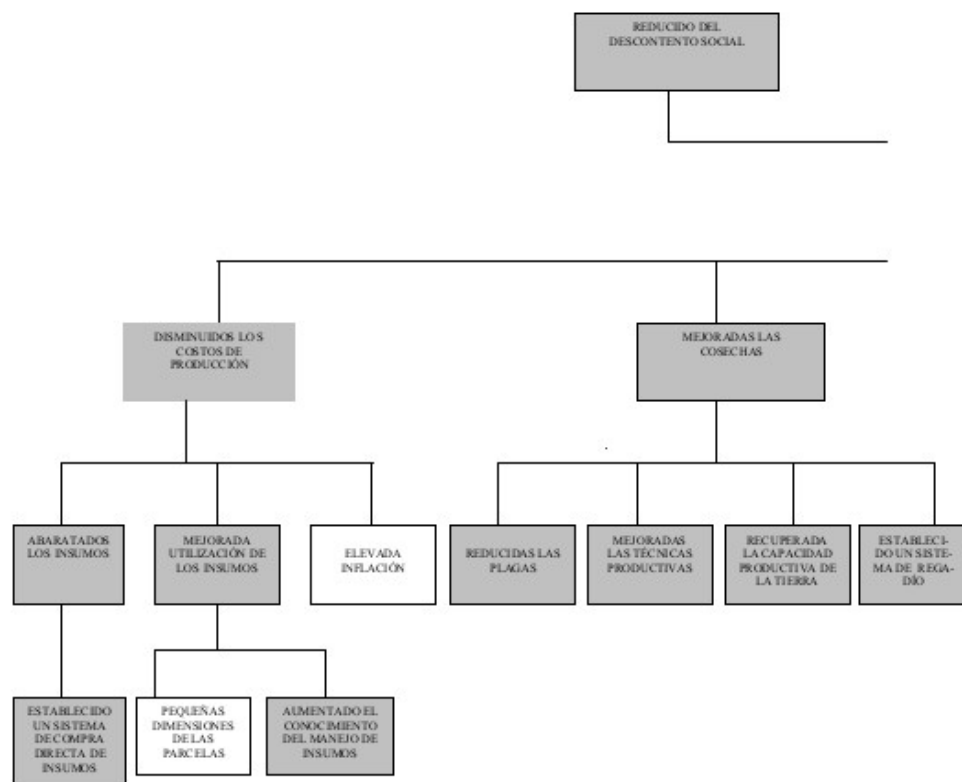 REDUCIDO DEL
DESCONTENTO SOCIAL
DISMINUIDOS LOS
COSTOS DE
PRODUCCIÓN
MEJORADAS LAS
COSECHAS
ABARATADOS
LOS INSUMOS
MEJORADA
UTILIZACIÓN DE
LOS INSUMOS
ELEVADA
INFLACIÓN
REDUCIDAS LAS
PLAGAS
MEJORADAS
LAS TÉCNICAS
PRODUCTIVAS
RECUPERADA
LA CAPACIDAD
PRODUCTIVA DE
LA TIERRA
ESTABLECI-
DO UN SISTE-
MA DE REGA-
DÍO
ESTABLECIDO
UN SISTEMA
DE COMPRA
DIRECTA DE
INSUMOS
PEQUEÑAS
DIMENSIONES
DE LAS
PARCELAS
AUMENTADO EL
CONOCIMIENTO
DEL MANEJO DE
INSUMOS